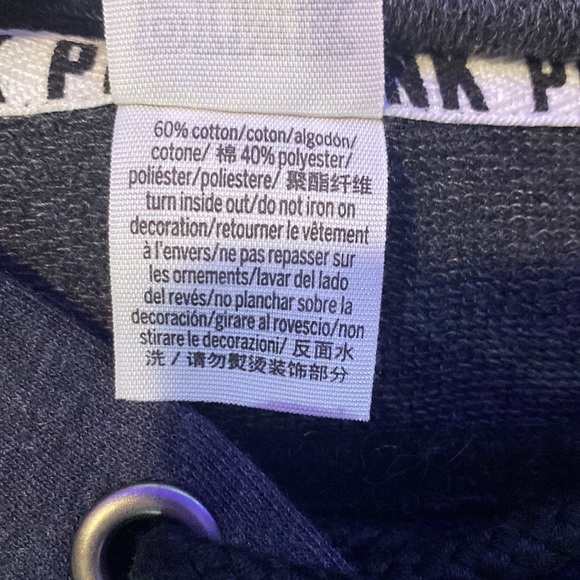 PINK
P
60% cotton/coton/algodón/
cotone/ 棉 40% polyester/
poliéster/poliestere/ 聚酯纤维
turn inside out/do not iron on
decoration/retourner le vêtement
à l'envers/ne pas repasser sur
les ornements/lavar del lado
del revés/no planchar sobre la
decoración/girare al rovescio/non
stirare le decorazioni/ 反面水
洗 / 请勿熨烫装饰部分